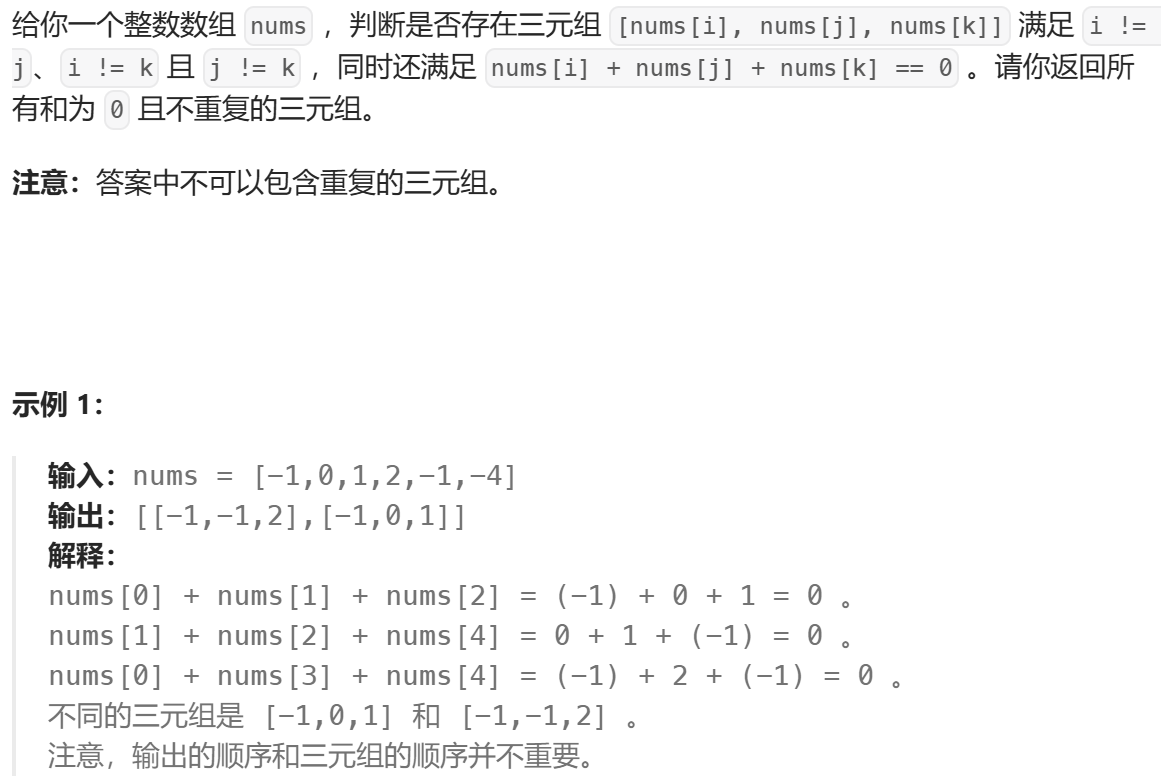 给你一个整数数组 nums ，判断是否存在三元组 [nums[i], nums[j], nums[k]] 满足 i !=
j、i != k 且 j != k ，同时还满足 nums[i] + nums[j] + nums[k] == 0 。请你返回所
有和为 0 且不重复的三元组。
注意：答案中不可以包含重复的三元组。
示例 1：
输入：nums = [-1,0,1,2,-1,-4]
输出：[[-1,-1,2],[-1,0,1]]
解释：
nums[0] + nums[1] + nums[2] = (-1) + 0 + 1 = 0 。
nums[1] + nums[2] + nums[4] = 0 + 1 + (-1) = 0 。
nums[0] + nums[3] + nums[4] = (-1) + 2 + (-1) = 0 。
不同的三元组是 [-1,0,1] 和 [-1,-1,2] 。
注意，输出的顺序和三元组的顺序并不重要。